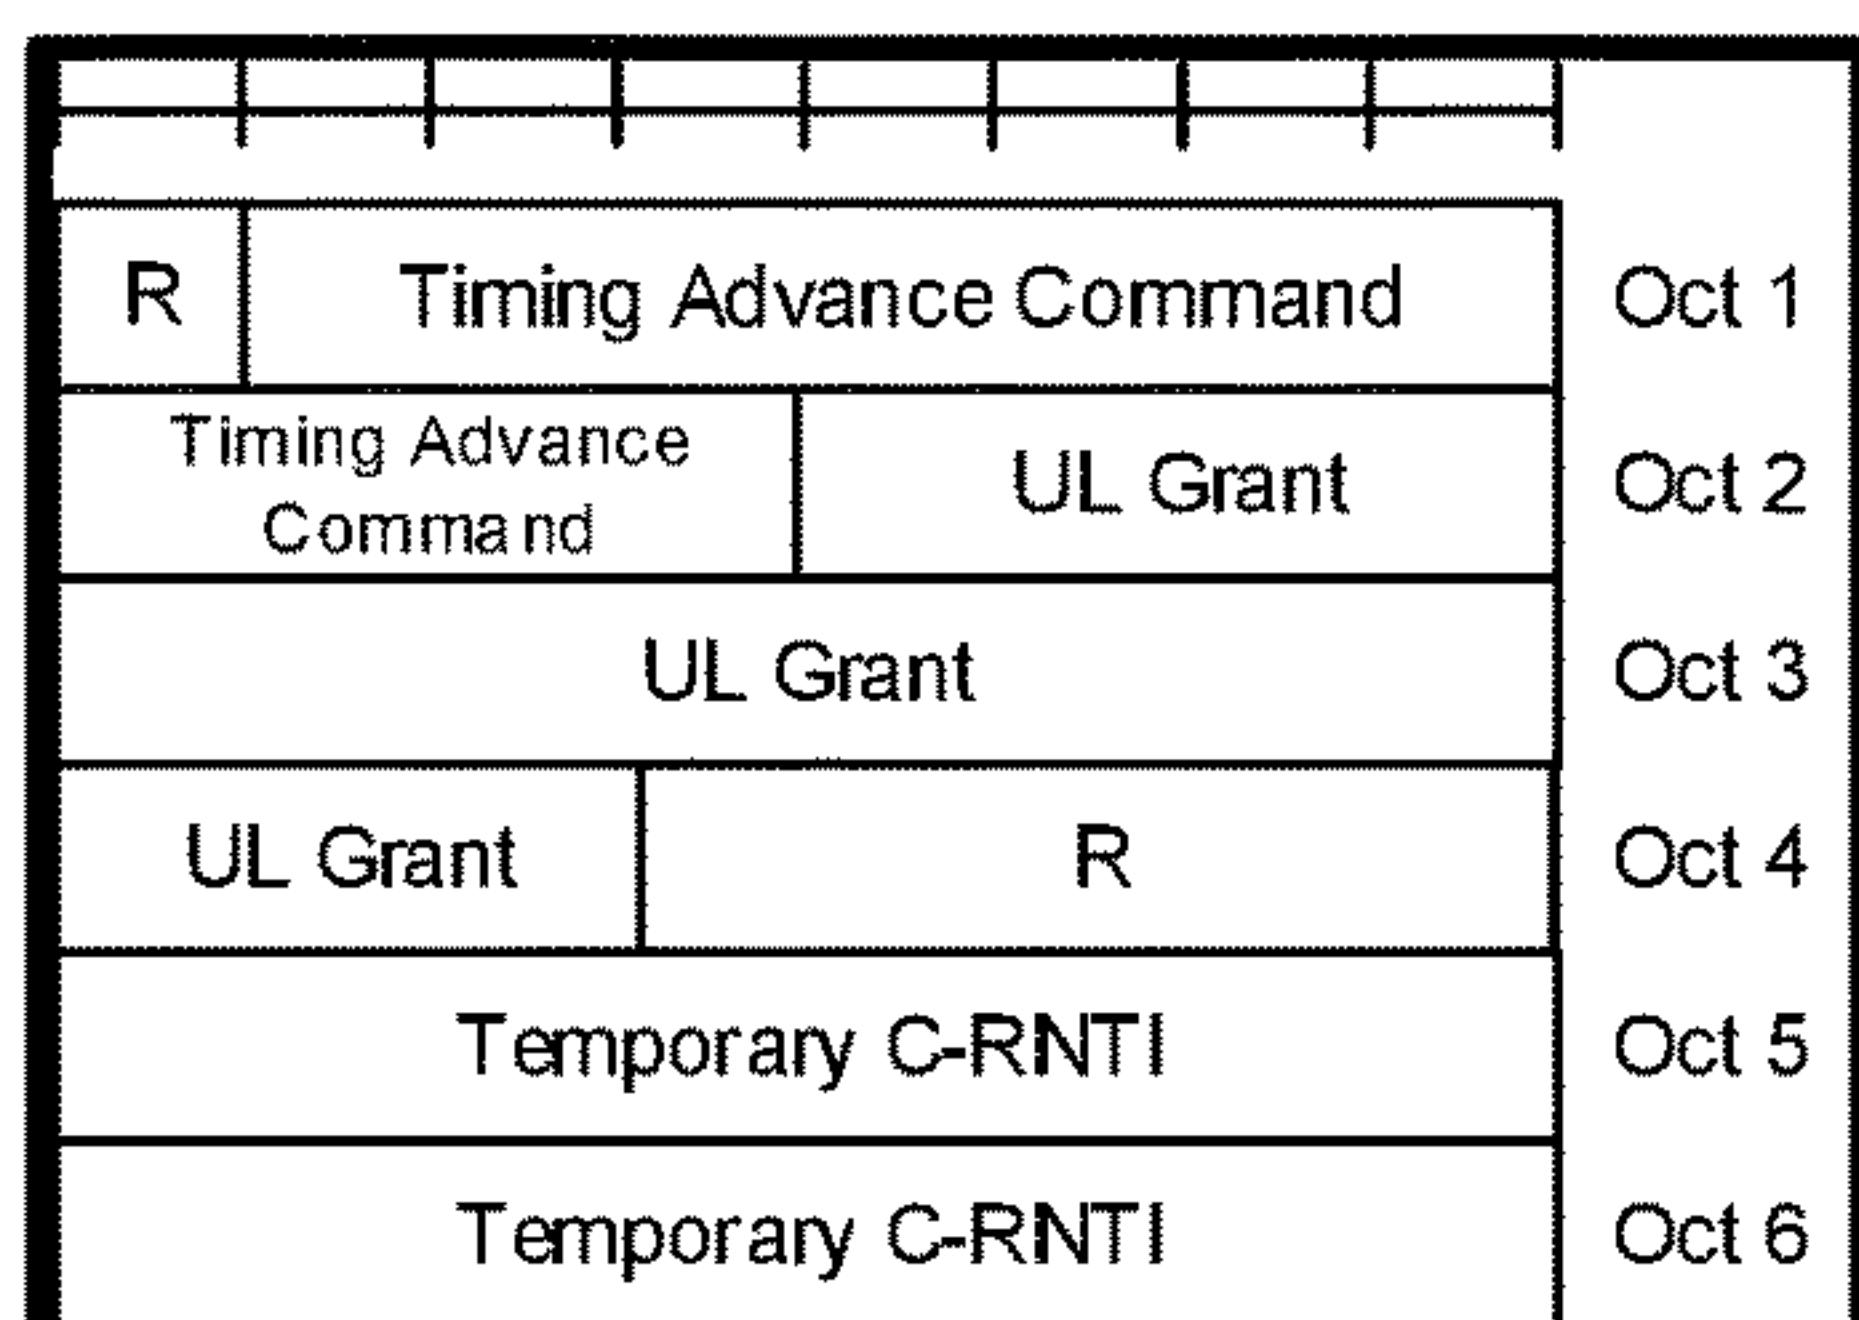 R Timing Advance Command Oct 1
Timing Advance
Command
UL Grant Oct 2
UL Grant Oct 3
UL Grant R Oct 4
Temporary C-RNTI Oct 5
Temporary C-RNTI Oct 6